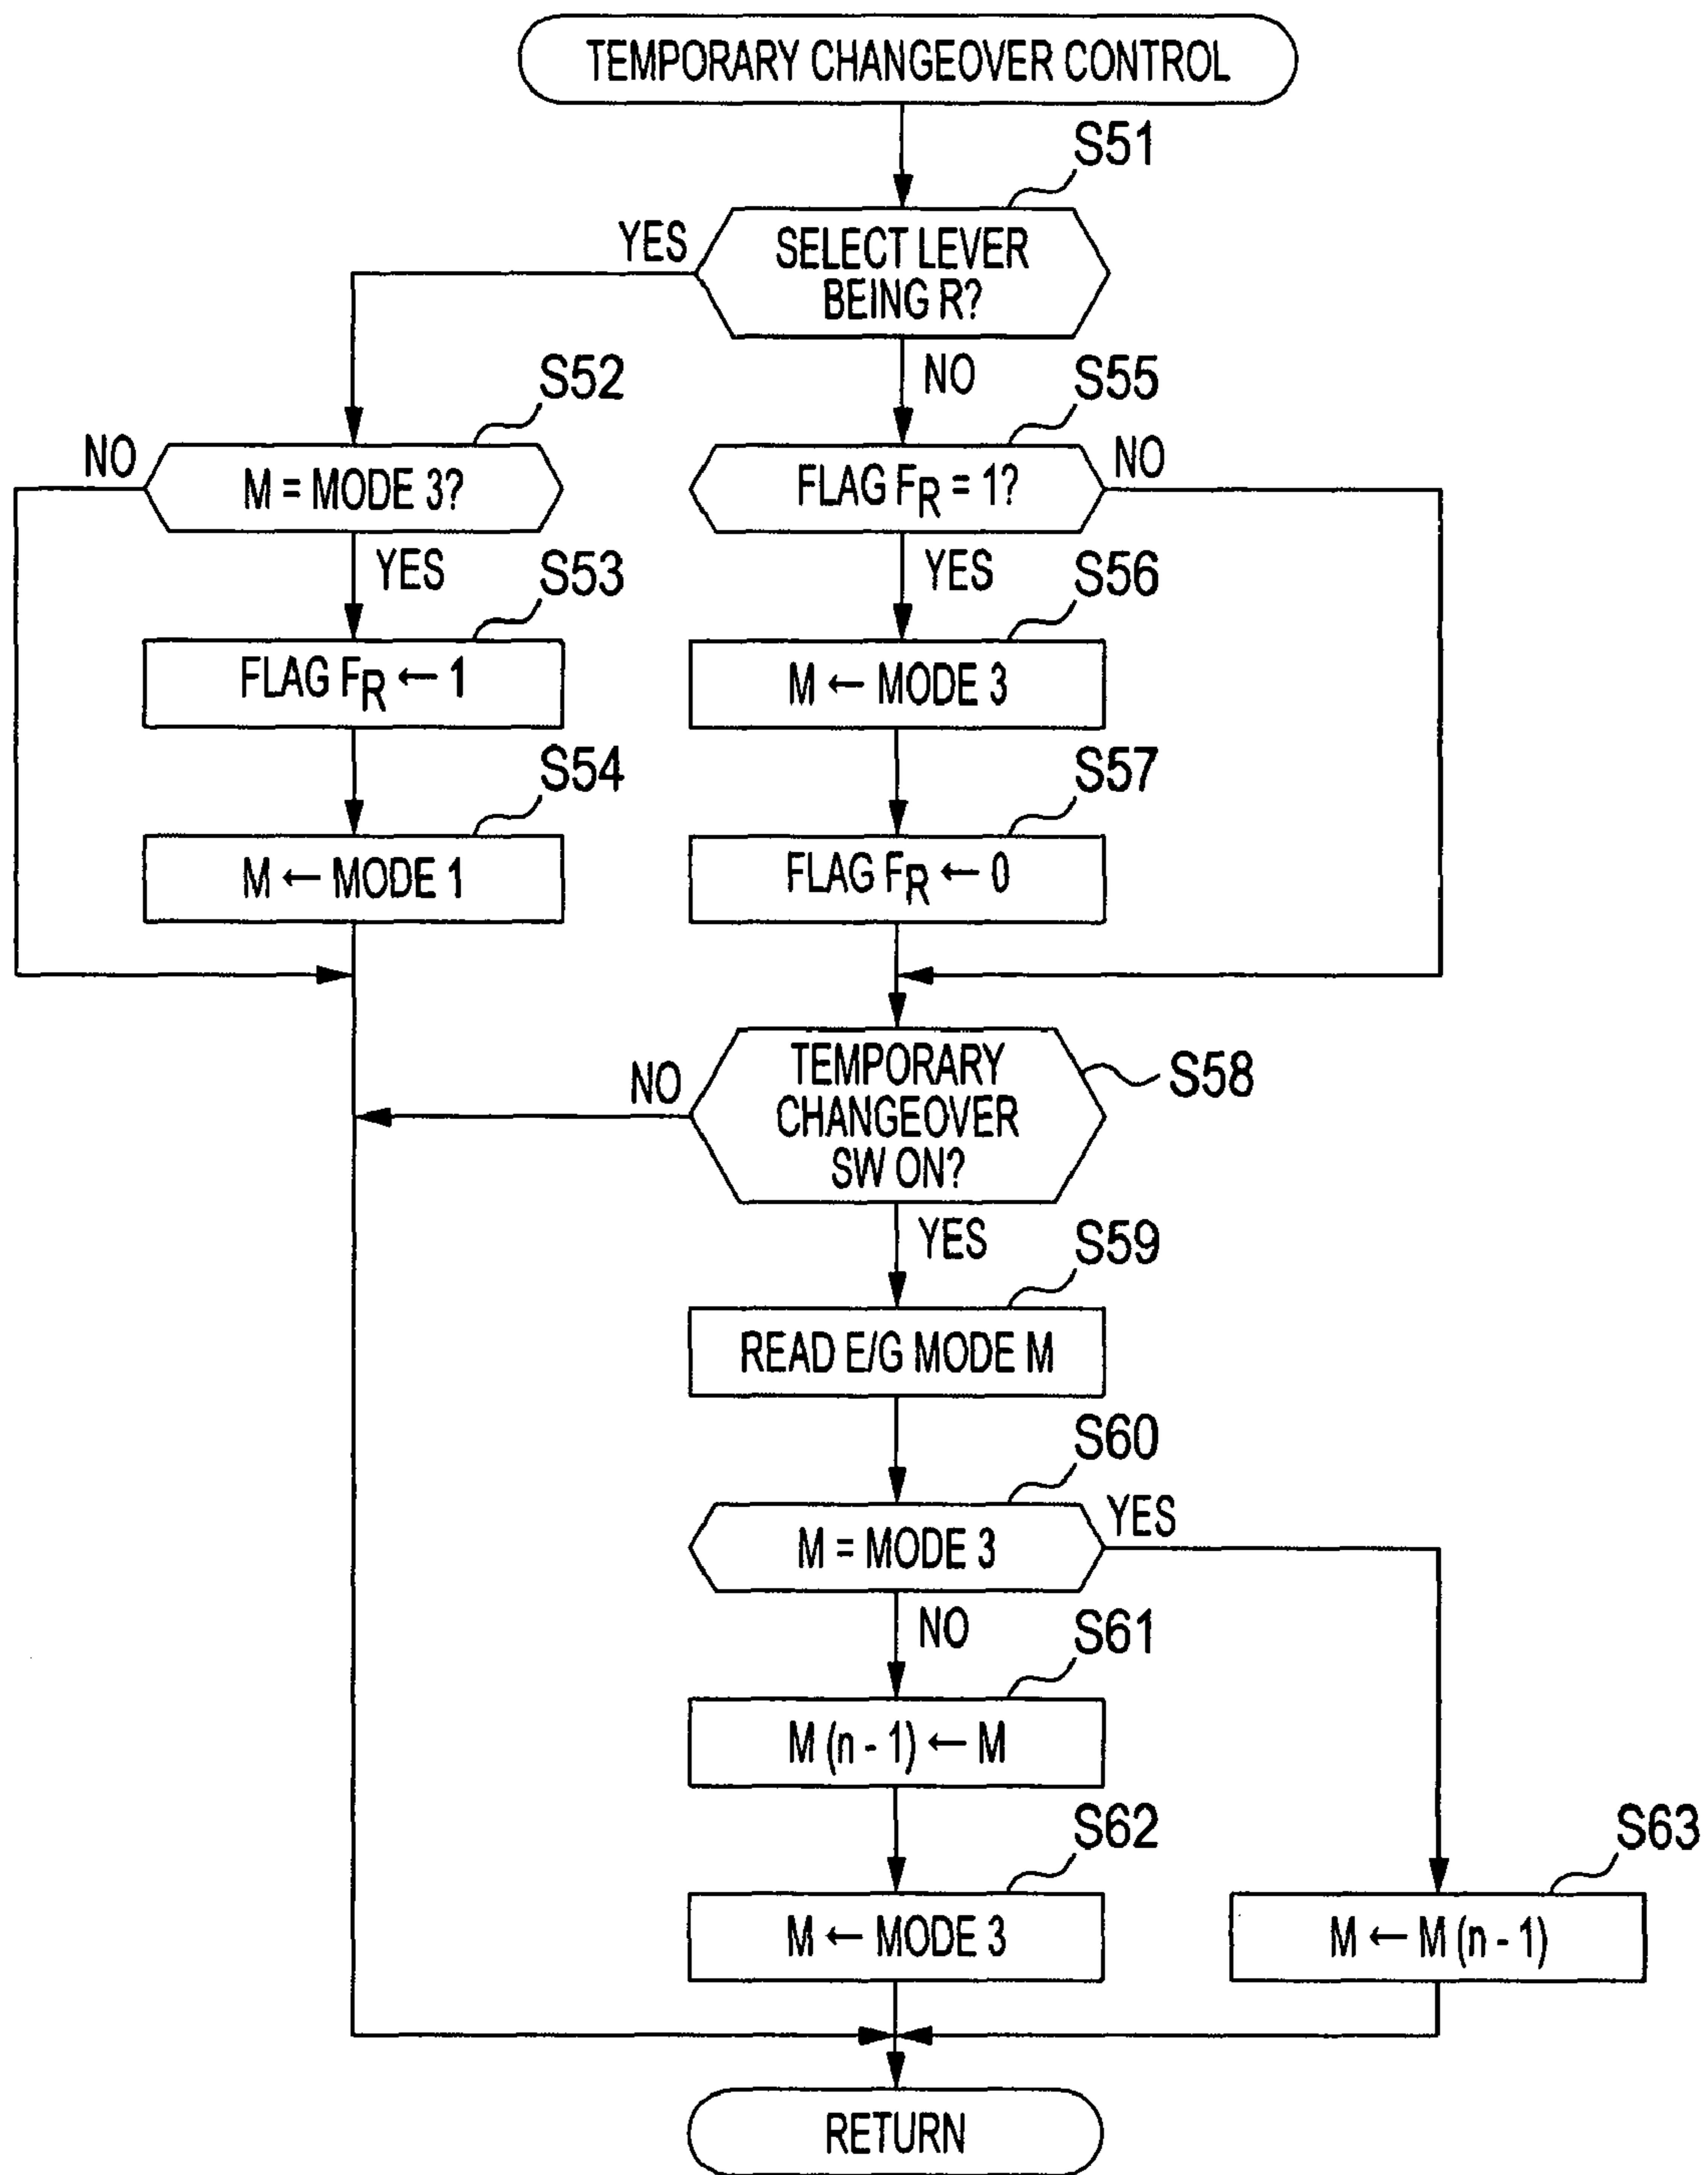 TEMPORARY CHANGEOVER CONTROL
S51
YES
SELECT LEVER
BEING R?
NO
S52
S55
NO
M = MODE 3?
FLAG FR = 1?
NO
YES
S53
YES
S56
FLAG FR ← 1
M ← MODE 3
S54
S57
M ← MODE 1
FLAG FR ← 0
NO
TEMPORARY
CHANGEOVER
SW ON?
S58
YES
S59
READ E/G MODE M
S60
M = MODE 3
YES
NO
S61
M (n - 1) ← M
S62
S63
M ← MODE 3
M ← M (n - 1)
RETURN